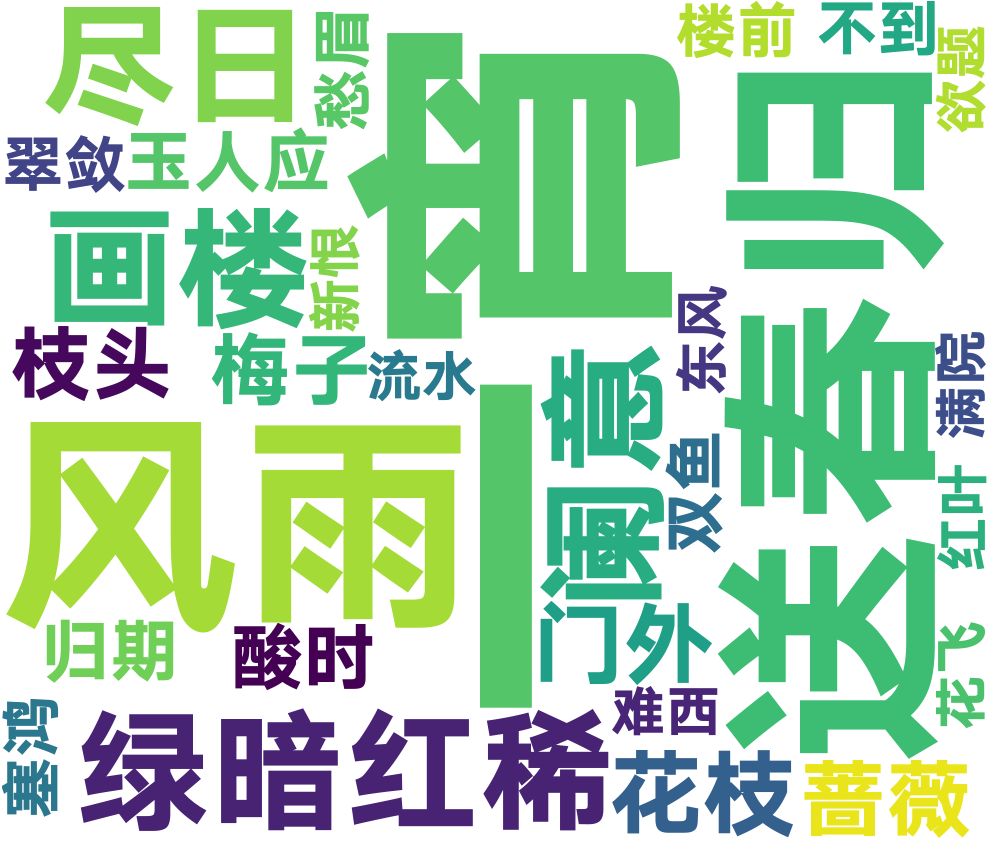 尽日
愁眉
一宵
楼前
不到
欲题
翠敛
玉人应
送春归
画楼
新恨
枝头
梅子
流水
东风
满院
风雨
阑意
双鱼
红叶
门外
归期
酸时
花飞
塞鸿
绿暗红稀
难西
花枝
蔷薇